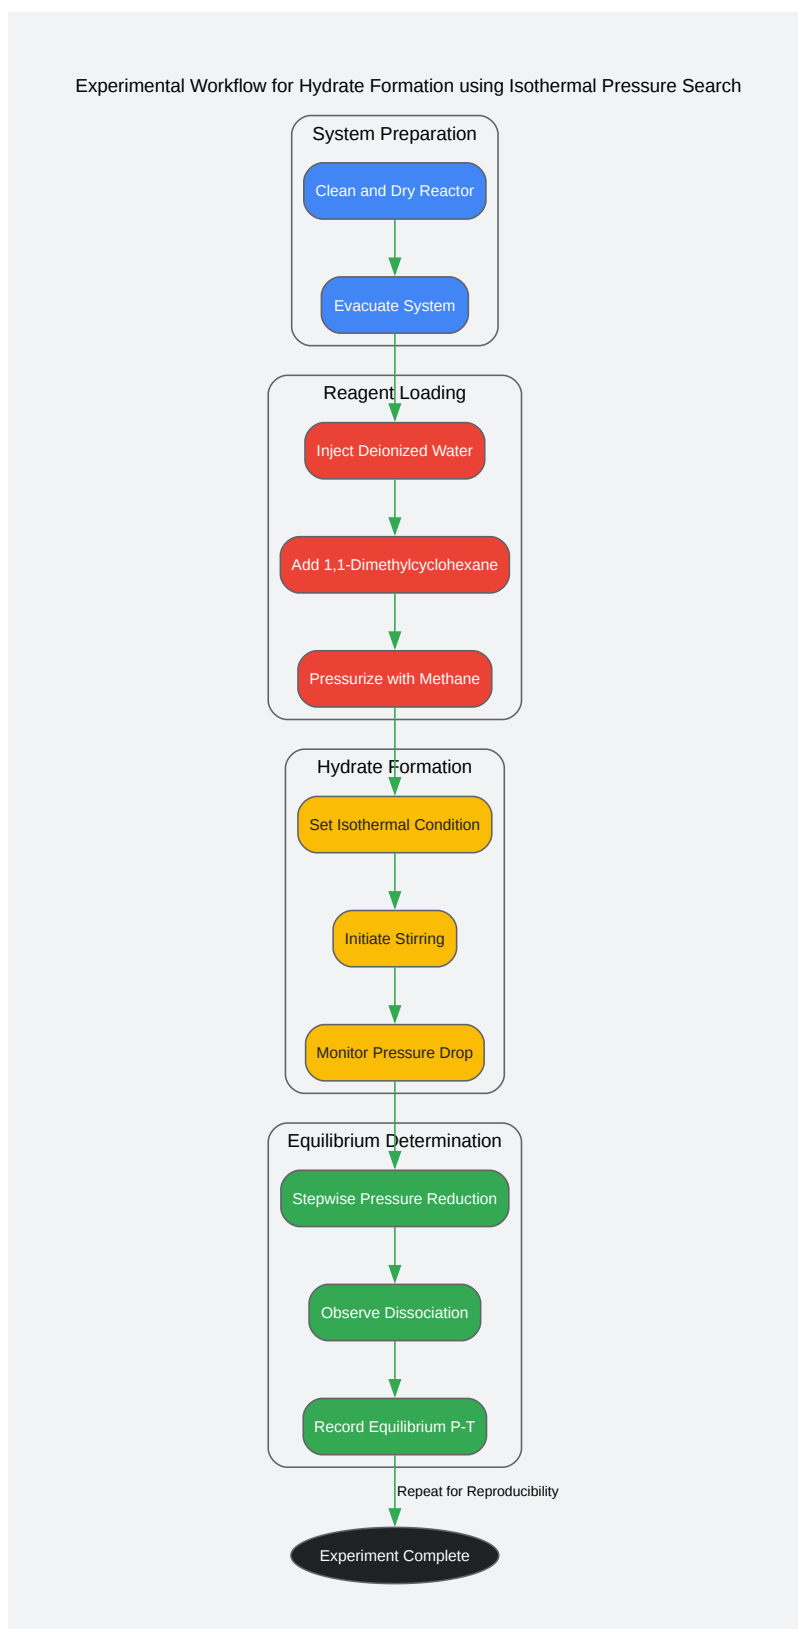 Experimental Workflow for Hydrate Formation using Isothermal Pressure Search
System Preparation
Clean and Dry Reactor
Evacuate System
Reagent Loading
Inject Deionized Water
Add 1,1-Dimethylcyclohexane
Pressurize with Methane
Hydrate Formation
Set Isothermal Condition
Initiate Stirring
Monitor Pressure Drop
Equilibrium Determination
Stepwise Pressure Reduction
Observe Dissociation
Record Equilibrium P-T
Repeat for Reproducibility
Experiment Complete